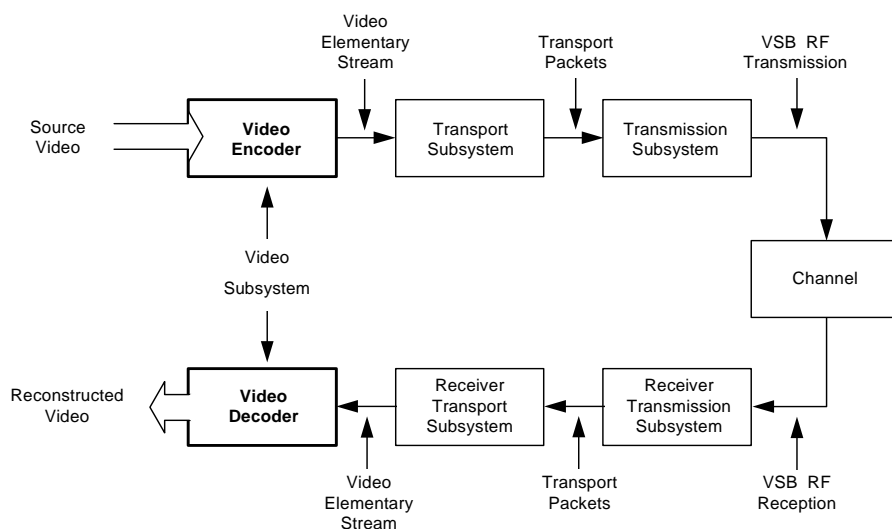 Video
Elementary
Stream
Transport
Packets
VSB RF
Transmission
Source
Video
Video
Encoder
Transport
Subsystem
Transmission
Subsystem
Video
Subsystem
Channel
Reconstructed
Video
Video
Decoder
Receiver
Transport
Subsystem
Receiver
Transmission
Subsystem
Video
Elementary
Stream
Transport
Packets
VSB RF
Reception